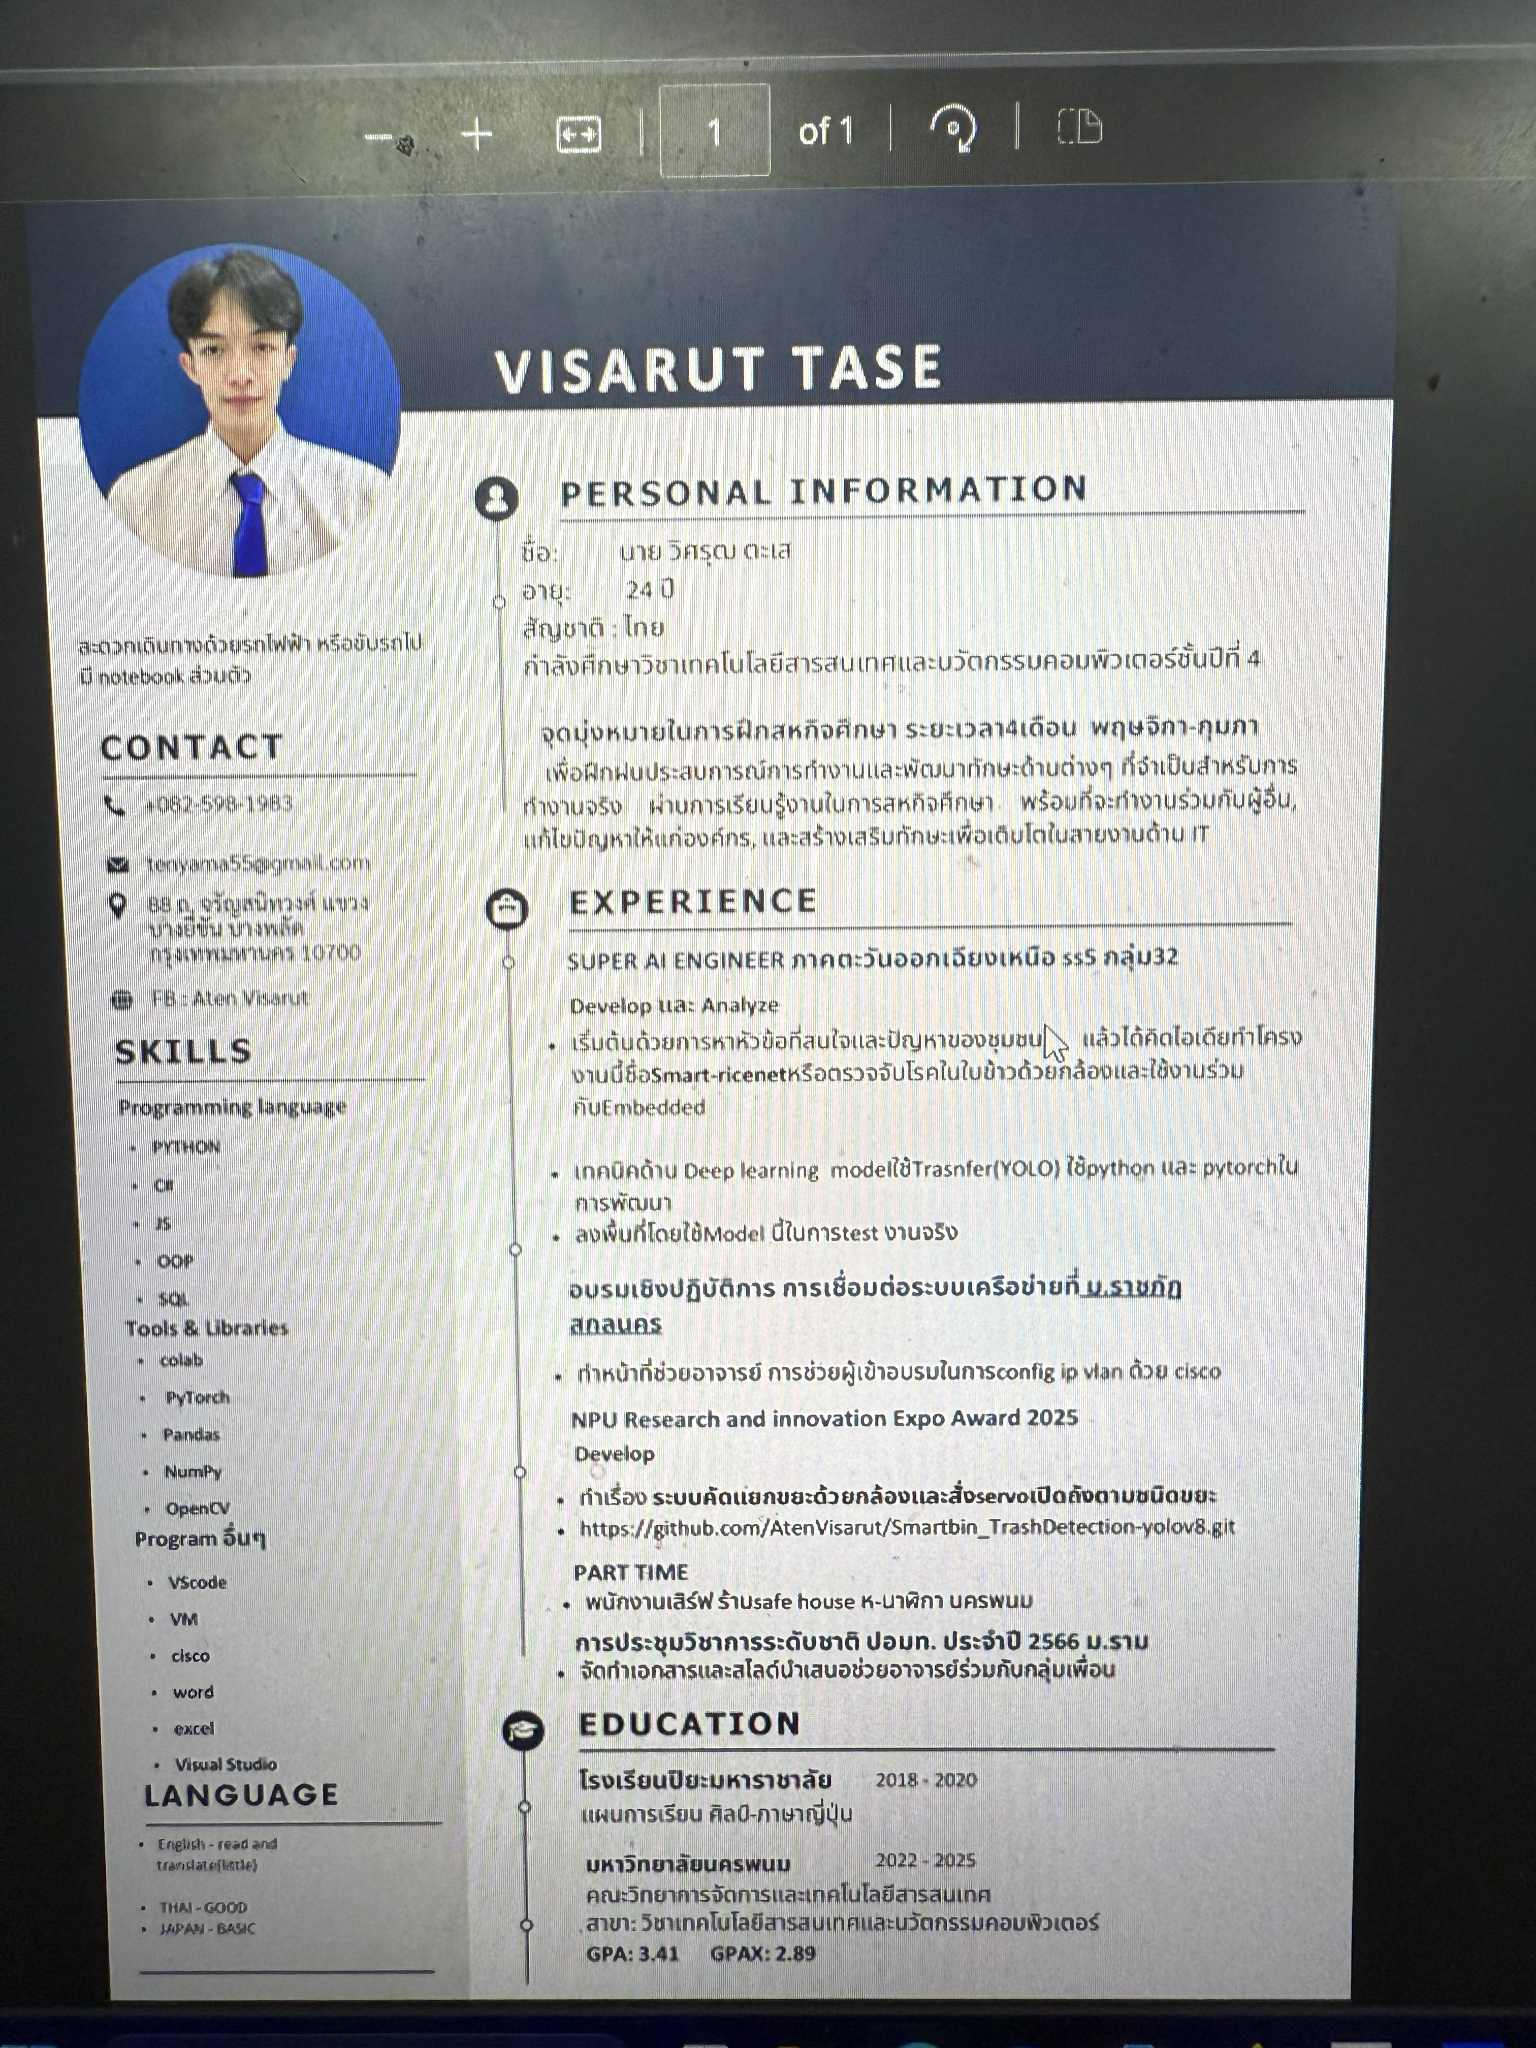 1 of 1
VISARUT TASE
สะดวกเดินทางด้วยรถไฟฟ้า หรือขับรถไป
มี notebook ส่วนตัว
CONTACT
+082-598-1983
tenyama55@gmail.com
88 ถ. จรัญสนิทวงศ์ แขวง
บางยี่ขัน บางพลัด
กรุงเทพมหานคร 10700
FB : Aten Visarut
SKILLS
Programming language
• PYTHON
• C#
• JS
• OOP
• SQL
Tools & Libraries
• colab
• PyTorch
• Pandas
• NumPy
• OpenCV
Program อื่นๆ
• VScode
• VM
• cisco
• word
• excel
• Visual Studio
LANGUAGE
• English - read and
translate(little)
• THAI - GOOD
• JAPAN - BASIC
PERSONAL INFORMATION
ชื่อ: นาย วิศรุฒ ตะเส
อายุ: 24 ปี
สัญชาติ : ไทย
กำลังศึกษาวิชาเทคโนโลยีสารสนเทศและนวัตกรรมคอมพิวเตอร์ชั้นปีที่ 4
จุดมุ่งหมายในการฝึกสหกิจศึกษา ระยะเวลา4เดือน พฤษจิกา-กุมภา
เพื่อฝึกฝนประสบการณ์การทำงานและพัฒนาทักษะด้านต่างๆ ที่จำเป็นสำหรับการ
ทำงานจริง ผ่านการเรียนรู้งานในการสหกิจศึกษา พร้อมที่จะทำงานร่วมกับผู้อื่น,
แก้ไขปัญหาให้แก่องค์กร, และสร้างเสริมทักษะเพื่อเติบโตในสายงานด้าน IT
EXPERIENCE
SUPER AI ENGINEER ภาคตะวันออกเฉียงเหนือ ss5 กลุ่ม32
Develop และ Analyze
• เริ่มต้นด้วยการหาหัวข้อที่สนใจและปัญหาของชุมชน แล้วได้คิดไอเดียทำโครง
งานนี้ชื่อSmart-ricenetหรือตรวจจับโรคในใบข้าวด้วยกล้องและใช้งานร่วม
กับEmbedded
• เทคนิคด้าน Deep learning modelใช้Trasnfer(YOLO) ใช้python และ pytorchใน
การพัฒนา
• ลงพื้นที่โดยใช้Model นี้ในการtest งานจริง
อบรมเชิงปฏิบัติการ การเชื่อมต่อระบบเครือข่ายที่ ม.ราชภัฏ
สกลนคร
• ทำหน้าที่ช่วยอาจารย์ การช่วยผู้เข้าอบรมในการconfig ip vlan ด้วย cisco
NPU Research and innovation Expo Award 2025
Develop
• ทำเรื่อง ระบบคัดแยกขยะด้วยกล้องและสั่งservoเปิดถังตามชนิดขยะ
• https://github.com/AtenVisarut/Smartbin_TrashDetection-yolov8.git
PART TIME
• พนักงานเสิร์ฟ ร้านsafe house ห-นาฬิกา นครพนม
การประชุมวิชาการระดับชาติ ปอมท. ประจำปี 2566 ม.ราม
• จัดทำเอกสารและสไลด์นำเสนอช่วยอาจารย์ร่วมกับกลุ่มเพื่อน
EDUCATION
โรงเรียนปิยะมหาราชาลัย 2018 - 2020
แผนการเรียน ศิลป์-ภาษาญี่ปุ่น
มหาวิทยาลัยนครพนม 2022 - 2025
คณะวิทยาการจัดการและเทคโนโลยีสารสนเทศ
สาขา: วิชาเทคโนโลยีสารสนเทศและนวัตกรรมคอมพิวเตอร์
GPA: 3.41 GPAX: 2.89